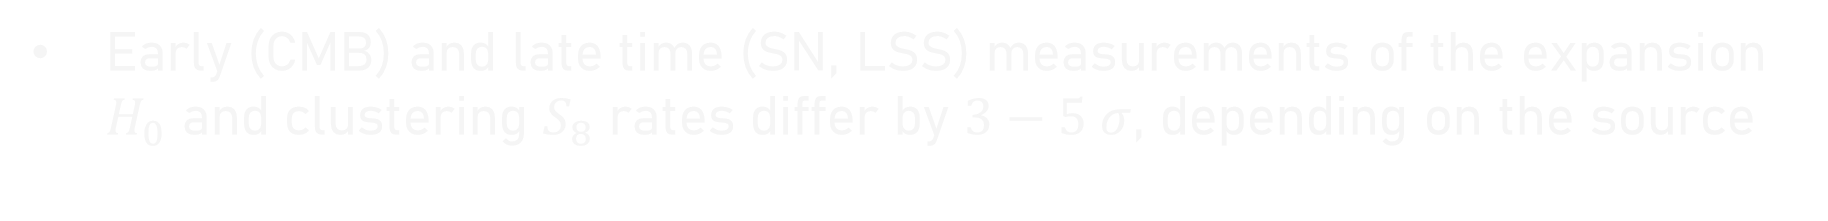 • Early (CMB) and late time (SN, LSS) measurements of the expansion
H₀ and clustering S₈ rates differ by 3 − 5 σ, depending on the source